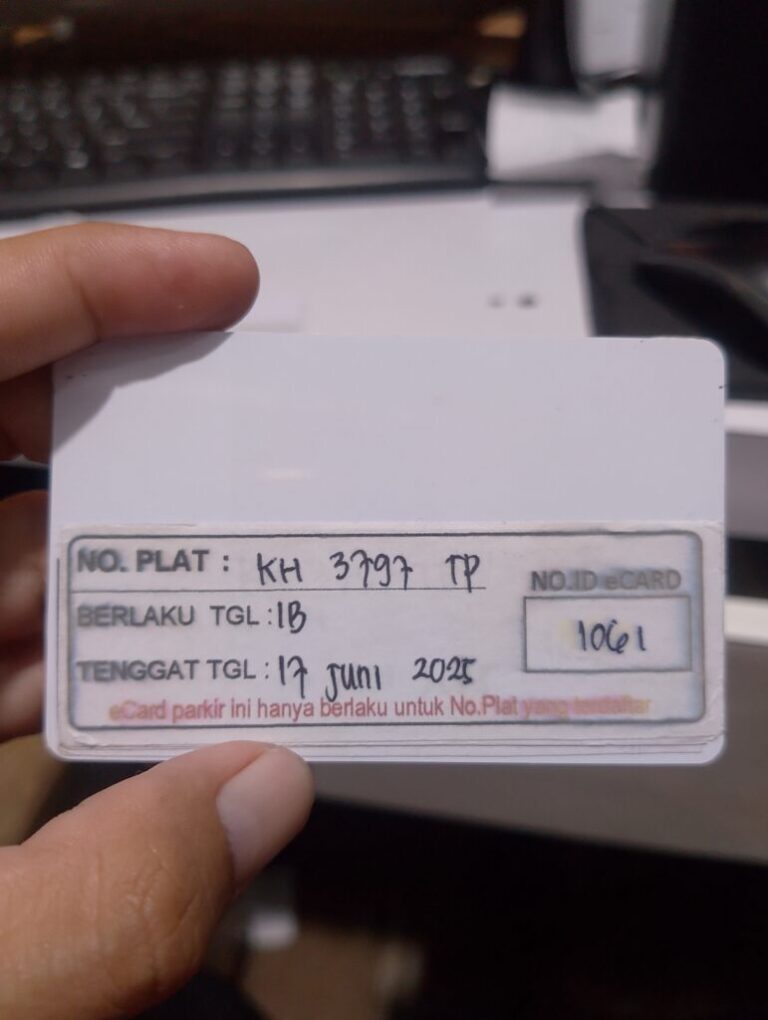 NO. PLAT : KH 3797 TP
NO.ID eCARD
BERLAKU TGL : 1B
1061
TENGGAT TGL : 17 Juni 2025
eCard parkir ini hanya berlaku untuk No.Plat yang terdaftar